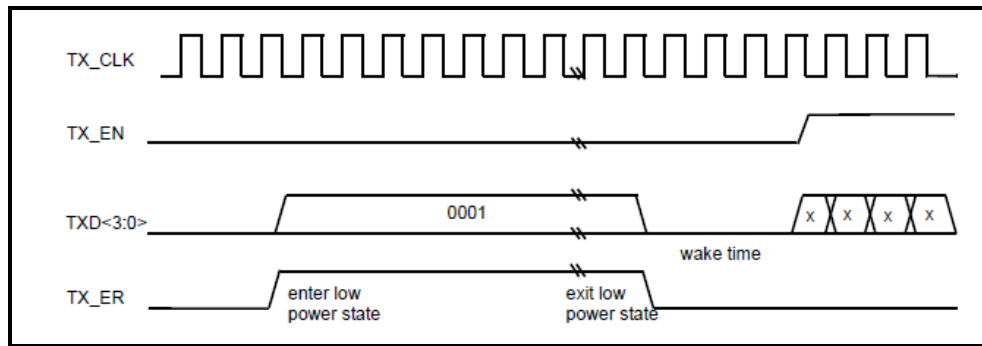 TX_CLK
TX_EN
TXD<3:0>
0001
x x x x
wake time
TX_ER
enter low
power state
exit low
power state